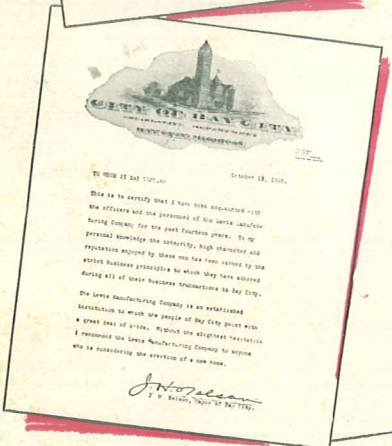 CITY OF BAY CITY
BAY CITY, MICHIGAN
October 19,
TO WHOM IT MAY CONCERN
This is to certify that I have been acquainted with
the officers and the personnel of the Lewis Manufac-
turing Company for the past fourteen years. To my
personal knowledge the integrity, high character and
reputation enjoyed by these men has been earned by the
strict business principles to which they have adhered
during all of their business transactions in Bay City.
The Lewis Manufacturing Company is an established
institution to which the people of Bay City point with
a great deal of pride. Without the slightest hesitation
I recommend the Lewis Manufacturing Company to anyone
who is considering the erection of a new home.
J. H. Nelson
J. H. Nelson, Mayor of Bay City.